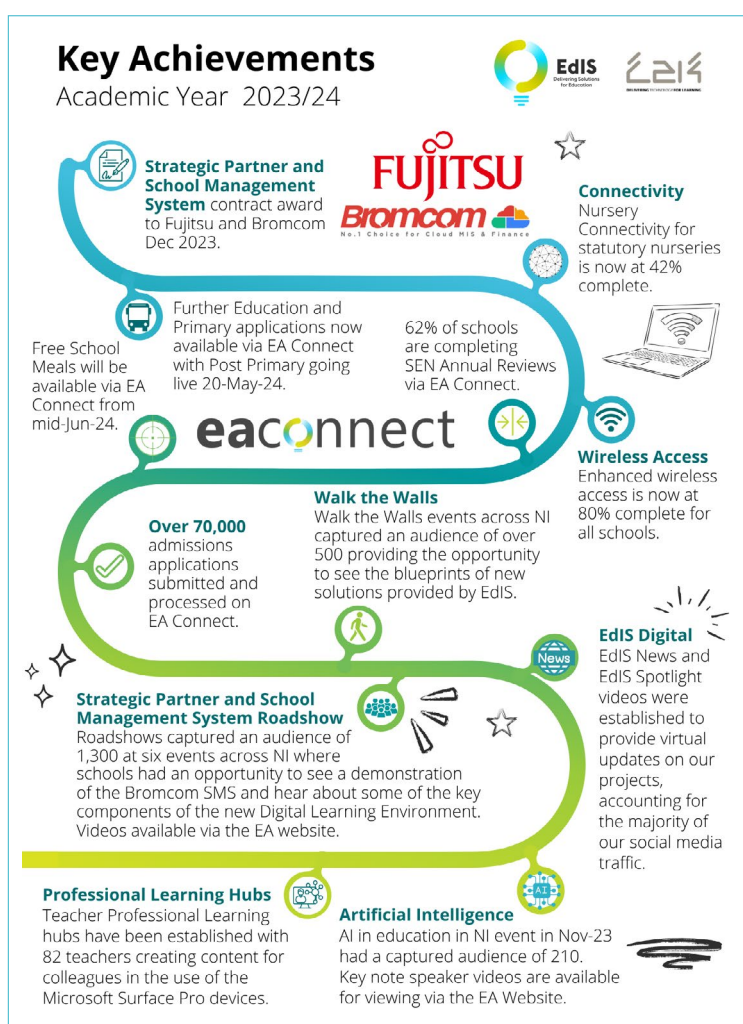 Key Achievements
Academic Year 2023/24
EdIS
Delivering Solutions
for Education
C2k
DELIVERING TECHNOLOGY FOR LEARNING
Strategic Partner and
School Management
System contract award
to Fujitsu and Bromcom
Dec 2023.
FUJITSU
Bromcom
No.1 Choice for Cloud MIS & Finance
Connectivity
Nursery
Connectivity for
statutory nurseries
is now at 42%
complete.
Free School
Meals will be
available via EA
Connect from
mid-Jun-24.
Further Education and
Primary applications now
available via EA Connect
with Post Primary going
live 20-May-24.
62% of schools
are completing
SEN Annual Reviews
via EA Connect.
eaconnect
Wireless Access
Enhanced wireless
access is now at
80% complete for
all schools.
Over 70,000
admissions
applications
submitted and
processed on
EA Connect.
Walk the Walls
Walk the Walls events across NI
captured an audience of over
500 providing the opportunity
to see the blueprints of new
solutions provided by EdIS.
News
EdIS Digital
EdIS News and
EdIS Spotlight
videos were
established to
provide virtual
updates on our
projects,
accounting for
the majority of
our social media
traffic.
Strategic Partner and School
Management System Roadshow
Roadshows captured an audience of
1,300 at six events across NI where
schools had an opportunity to see a demonstration
of the Bromcom SMS and hear about some of the key
components of the new Digital Learning Environment.
Videos available via the EA website.
Professional Learning Hubs
Teacher Professional Learning
hubs have been established with
82 teachers creating content for
colleagues in the use of the
Microsoft Surface Pro devices.
AI
Artificial Intelligence
AI in education in NI event in Nov-23
had a captured audience of 210.
Key note speaker videos are available
for viewing via the EA Website.